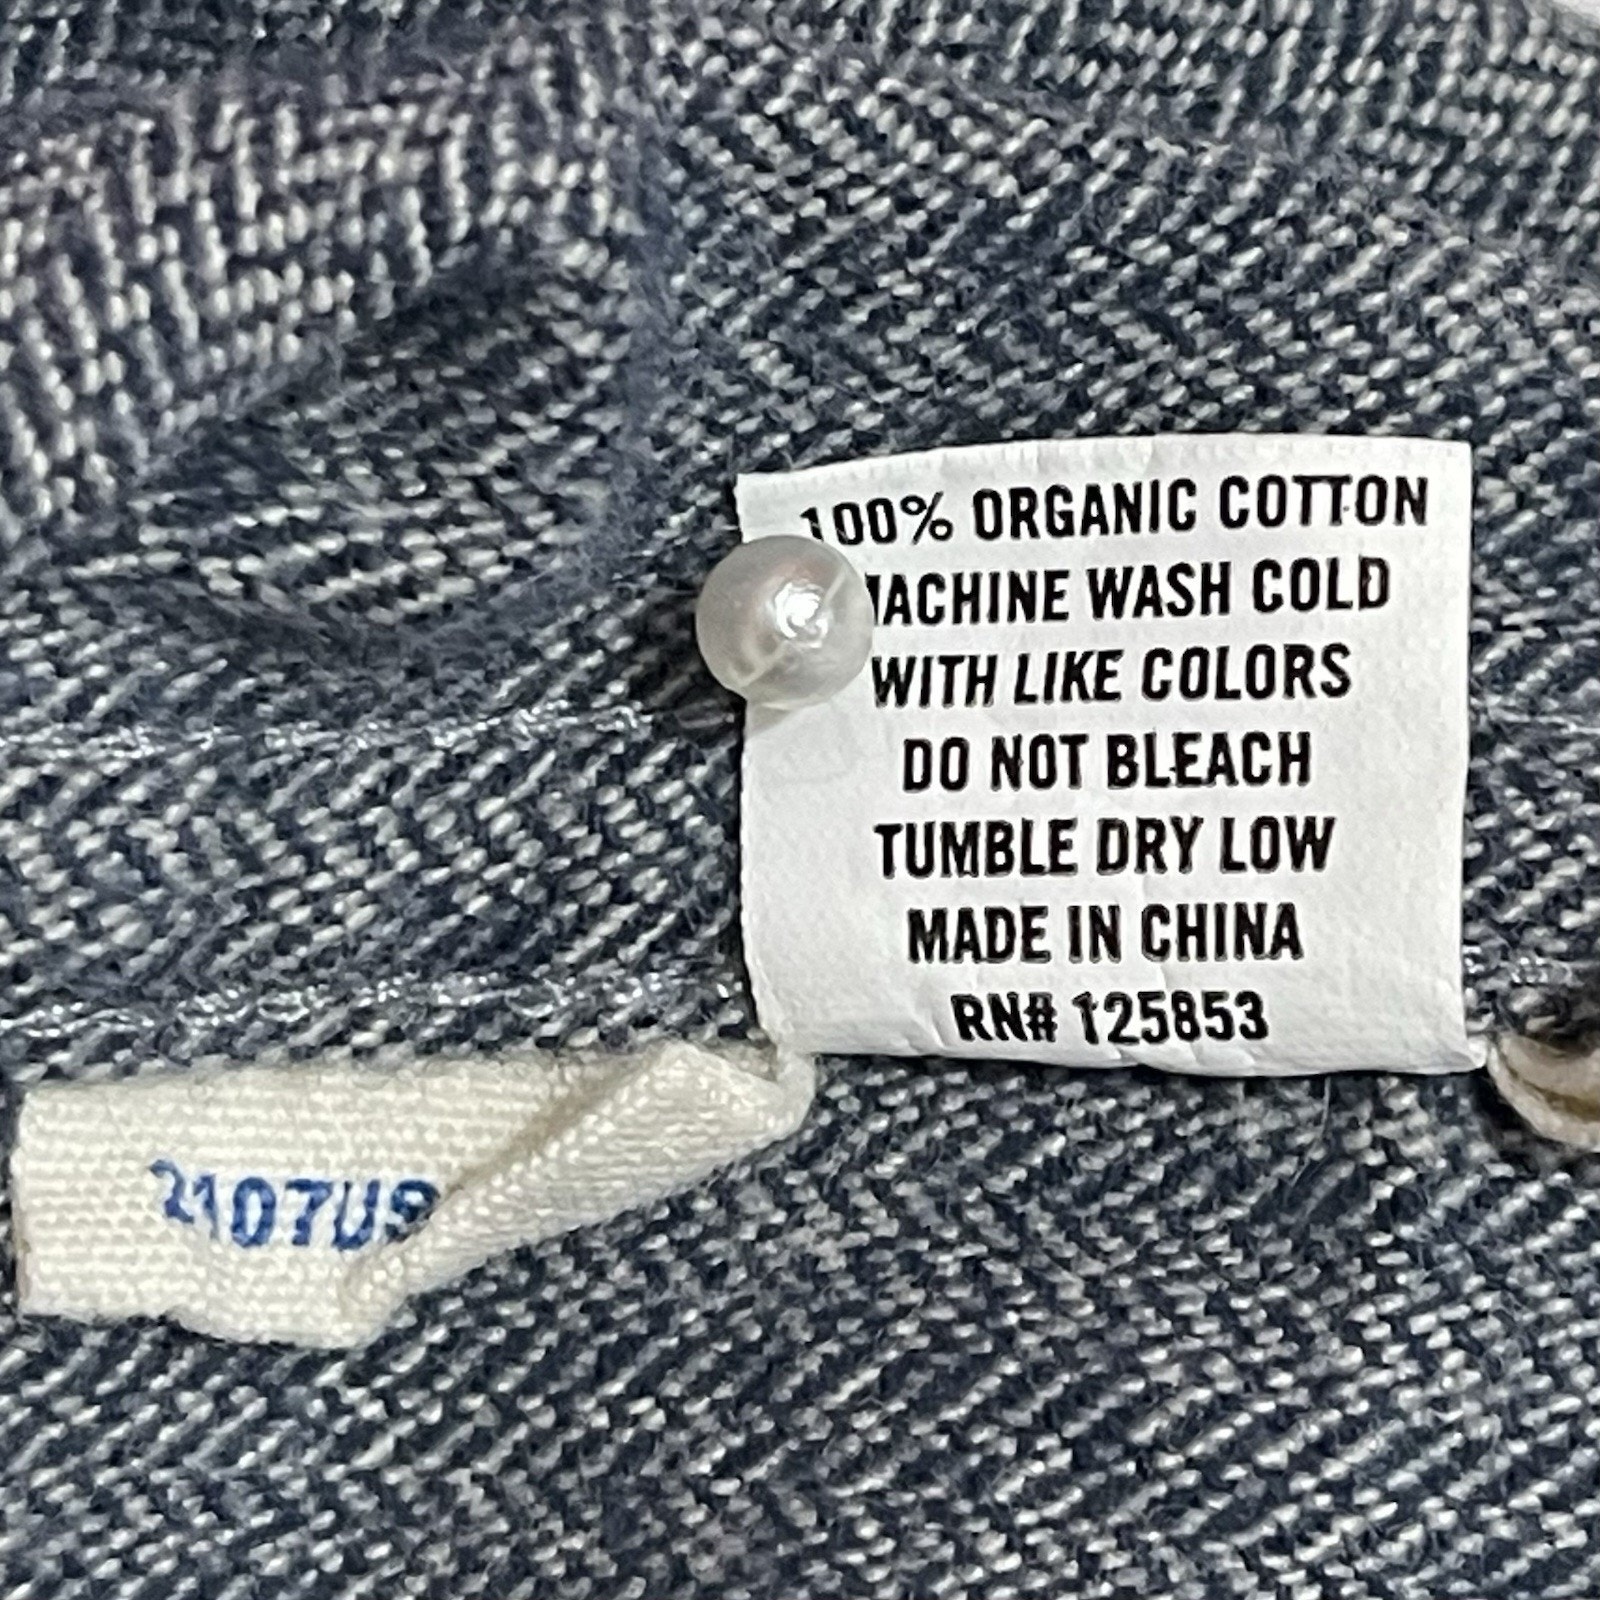 100% ORGANIC COTTON
MACHINE WASH COLD
WITH LIKE COLORS
DO NOT BLEACH
TUMBLE DRY LOW
MADE IN CHINA
RN# 125853
2107US